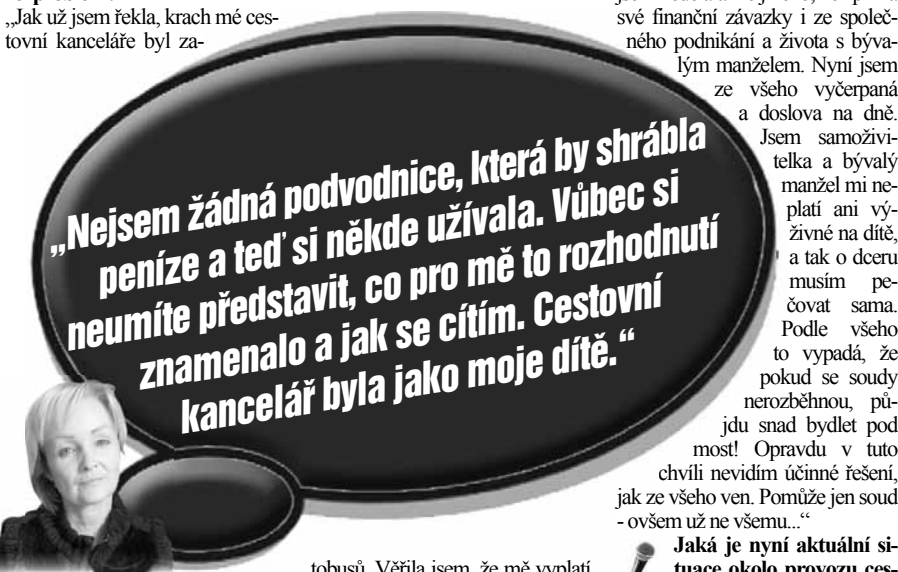 „Jak už jsem řekla, krach mé ces-
tovní kanceláře byl za-
„Nejsem žádná podvodnice, která by shrábla
peníze a teď si někde užívala. Vůbec si
neumíte představit, co pro mě to rozhodnutí
znamenalo a jak se cítím. Cestovní
kancelář byla jako moje dítě.“
tobusů. Věřila jsem, že mě vyplatí
své finanční závazky i ze společ-
ného podnikání a života s býva-
lým manželem. Nyní jsem
ze všeho vyčerpaná
a doslova na dně.
Jsem samoživi-
telka a bývalý
manžel mi ne-
platí ani vý-
živné na dítě,
a tak o dceru
musím pe-
čovat sama.
Podle všeho
to vypadá, že
pokud se soudy
nerozběhnou, pů-
jdu snad bydlet pod
most! Opravdu v tuto
chvíli nevidím účinné řešení,
jak ze všeho ven. Pomůže jen soud
- ovšem už ne všemu...“
Jaká je nyní aktuální si-
tuace okolo provozu ces-